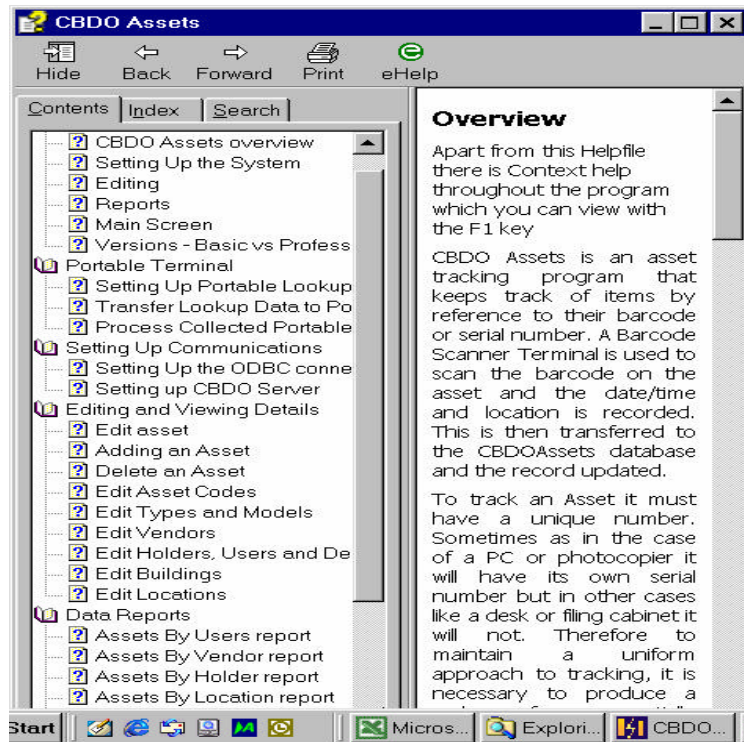 CBDO Assets
Hide Back Forward Print eHelp
Contents Index Search
CBDO Assets overview
Setting Up the System
Editing
Reports
Main Screen
Versions - Basic vs Profess
Portable Terminal
Setting Up Portable Lookup
Transfer Lookup Data to Po
Process Collected Portable
Setting Up Communications
Setting Up the ODBC conne
Setting up CBDO Server
Editing and Viewing Details
Edit asset
Adding an Asset
Delete an Asset
Edit Asset Codes
Edit Types and Models
Edit Vendors
Edit Holders, Users and De
Edit Buildings
Edit Locations
Data Reports
Assets By Users report
Assets By Vendor report
Assets By Holder report
Assets By Location report
Overview
Apart from this Helpfile
there is Context help
throughout the program
which you can view with
the F1 key
CBDO Assets is an asset
tracking program that
keeps track of items by
reference to their barcode
or serial number. A Barcode
Scanner Terminal is used to
scan the barcode on the
asset and the date/time
and location is recorded.
This is then transferred to
the CBDOAssets database
and the record updated.
To track an Asset it must
have a unique number.
Sometimes as in the case
of a PC or photocopier it
will have its own serial
number but in other cases
like a desk or filing cabinet it
will not. Therefore to
maintain a uniform
approach to tracking, it is
necessary to produce a
Start Micros... Explori... CBDO...